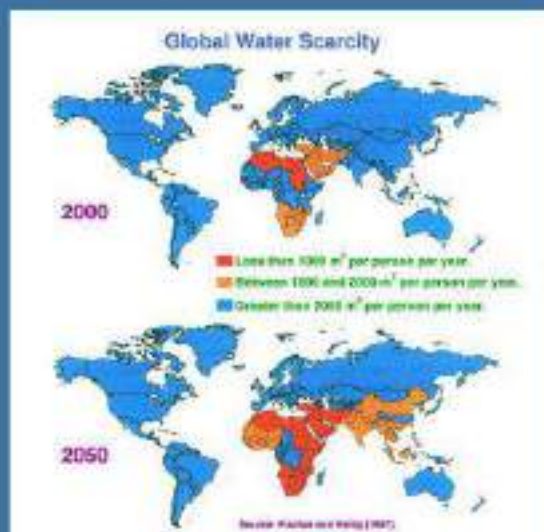 Global Water Scarcity
2000
Less than 1000 m³ per person per year.
Between 1000 and 2000 m³ per person per year.
Greater than 2000 m³ per person per year.
2050